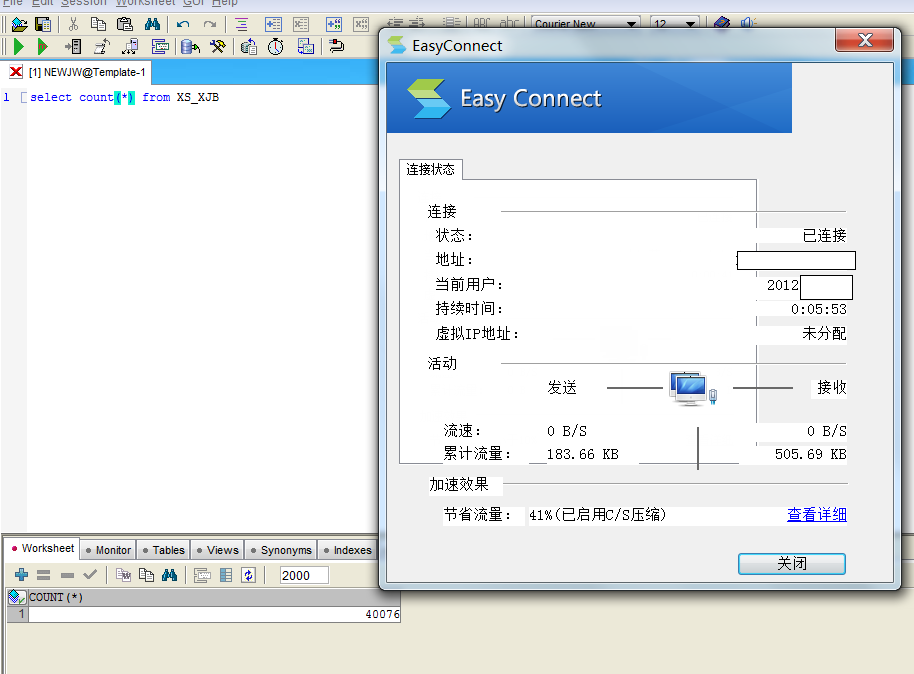 File Edit Session Worksheet GoT Help
Courier New 12
[1] NEWJW@Template-1
1 select count(*) from XS_XJB
EasyConnect
Easy Connect
连接状态
连接
状态： 已连接
地址：
当前用户： 2012
持续时间： 0:05:53
虚拟IP地址： 未分配
活动
发送 接收
流速： 0 B/S 0 B/S
累计流量： 183.66 KB 505.69 KB
加速效果
节省流量： 41%(已启用C/S压缩) 查看详细
关闭
Worksheet Monitor Tables Views Synonyms Indexes
2000
COUNT(*)
1 40076